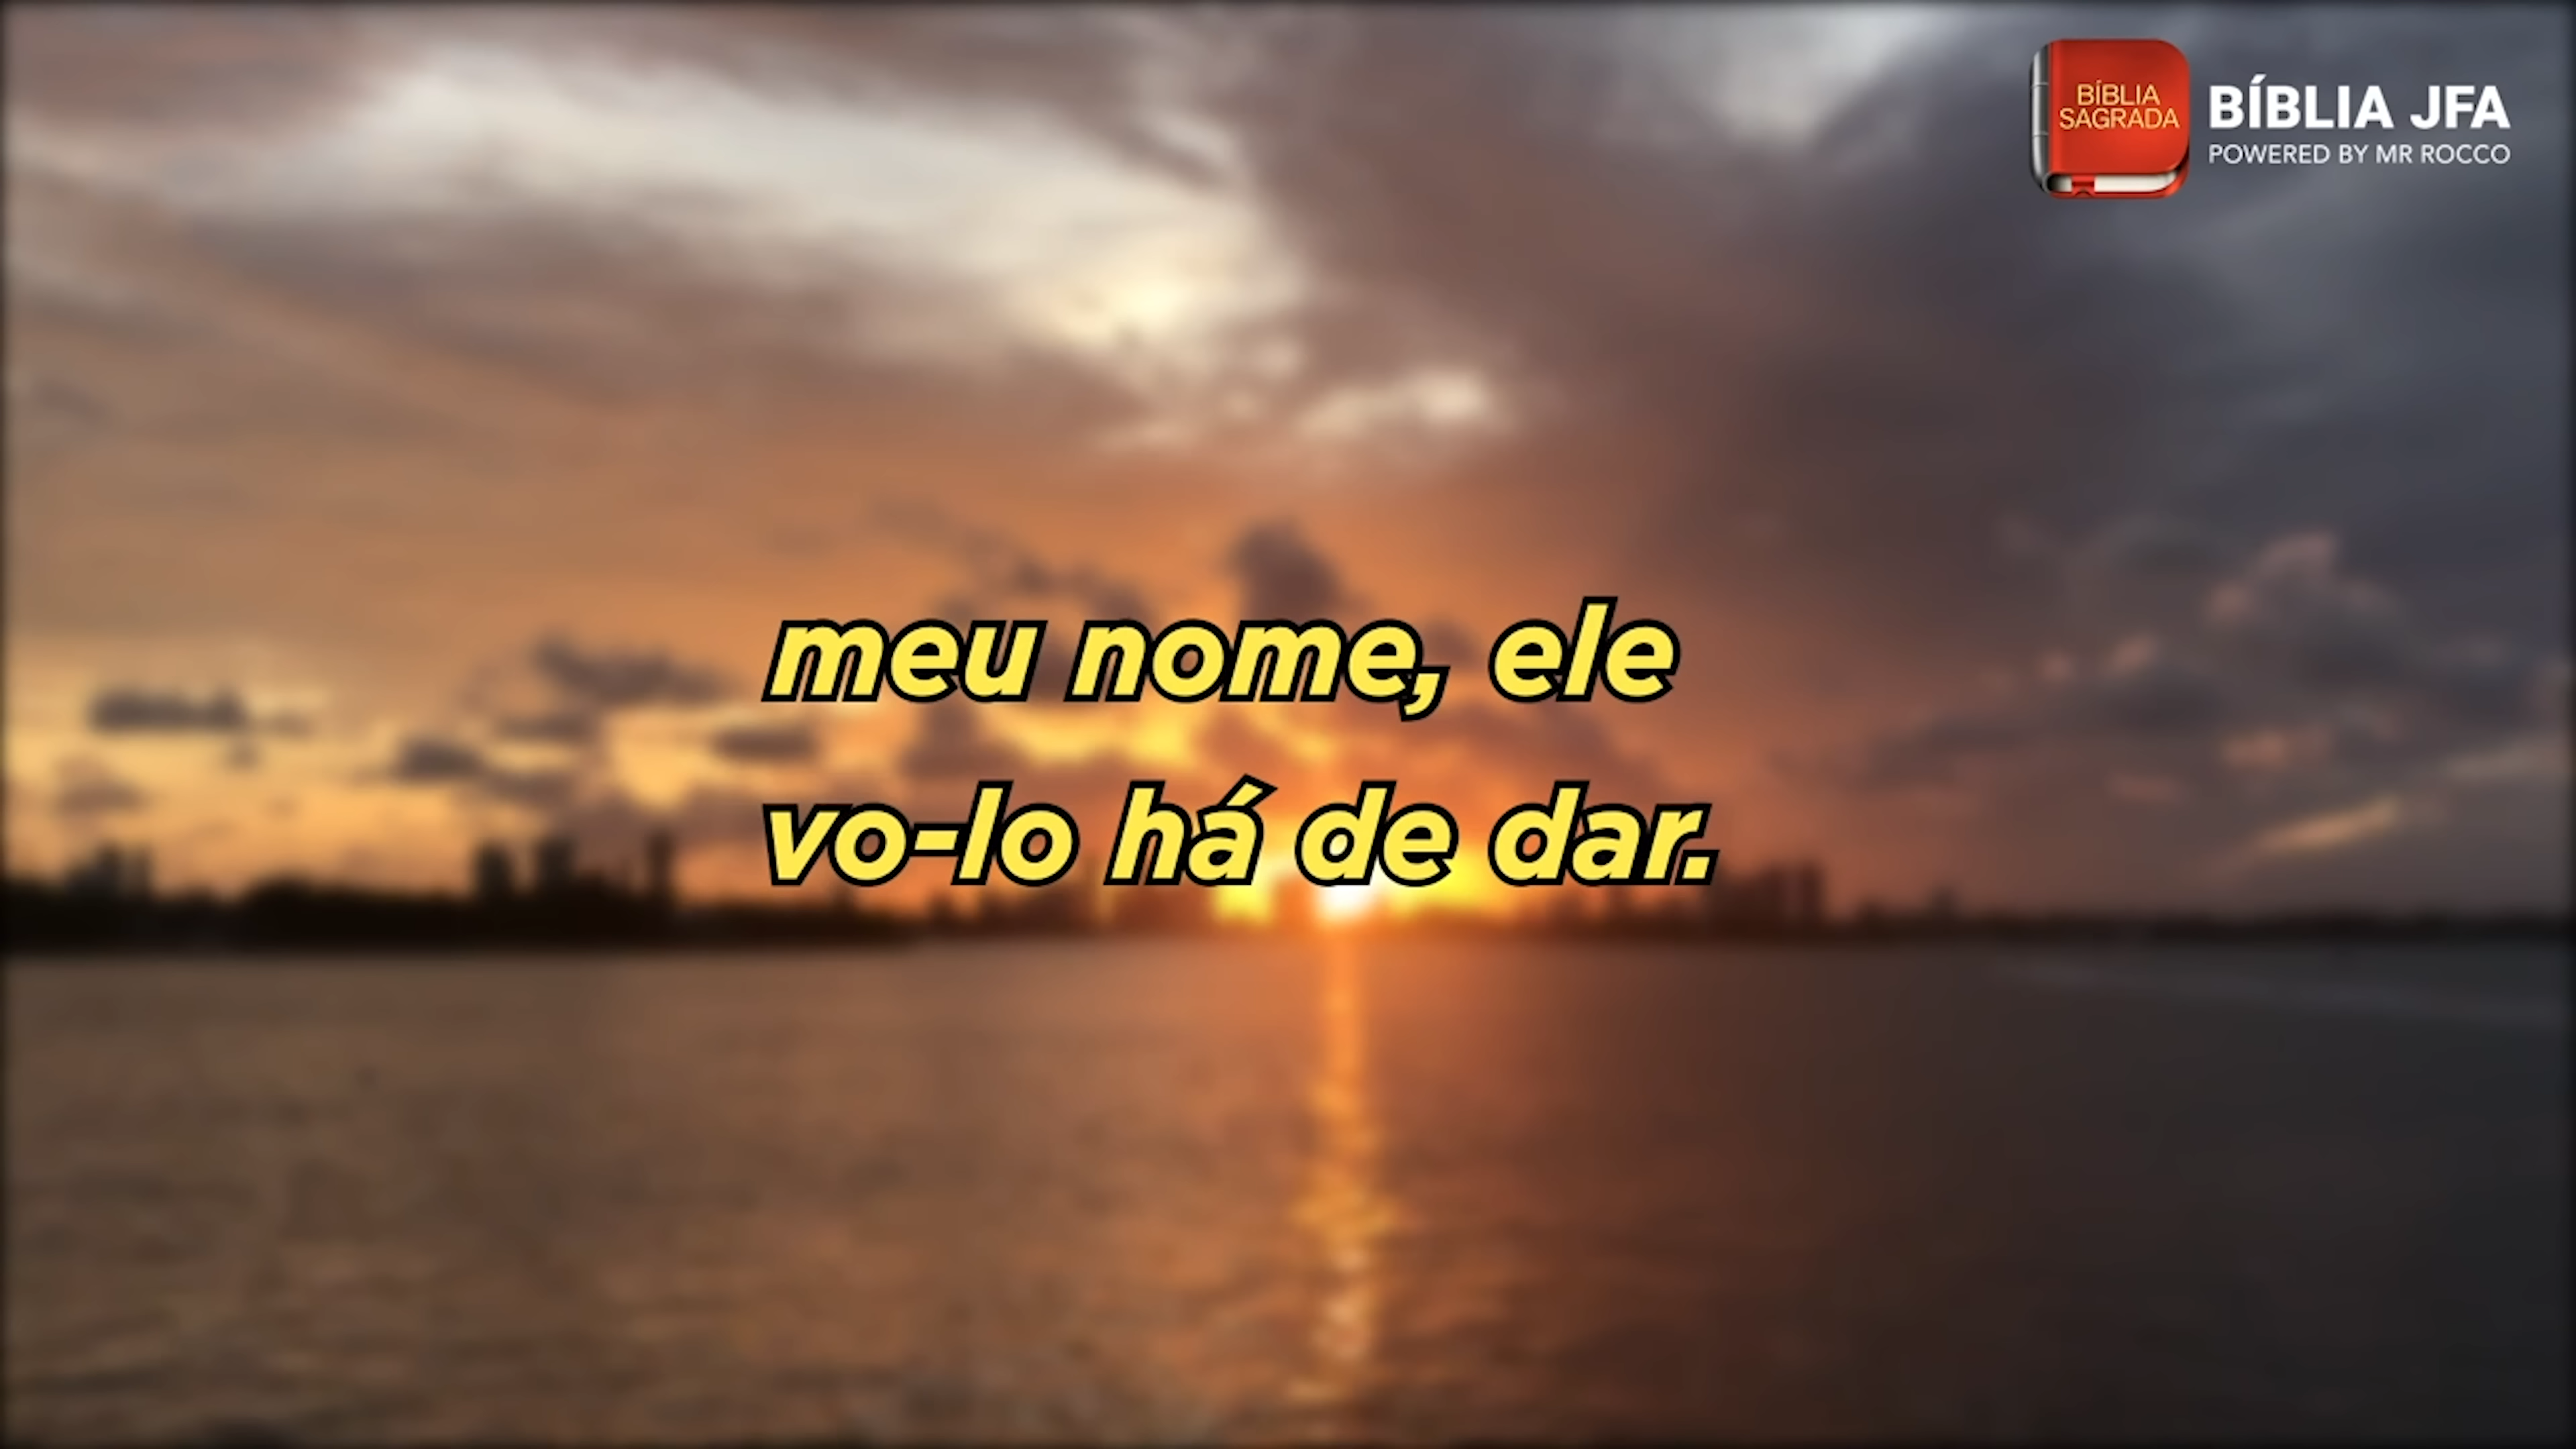 BÍBLIA
SAGRADA
BÍBLIA JFA
POWERED BY MR ROCCO
meu nome, ele
vo-lo há de dar.